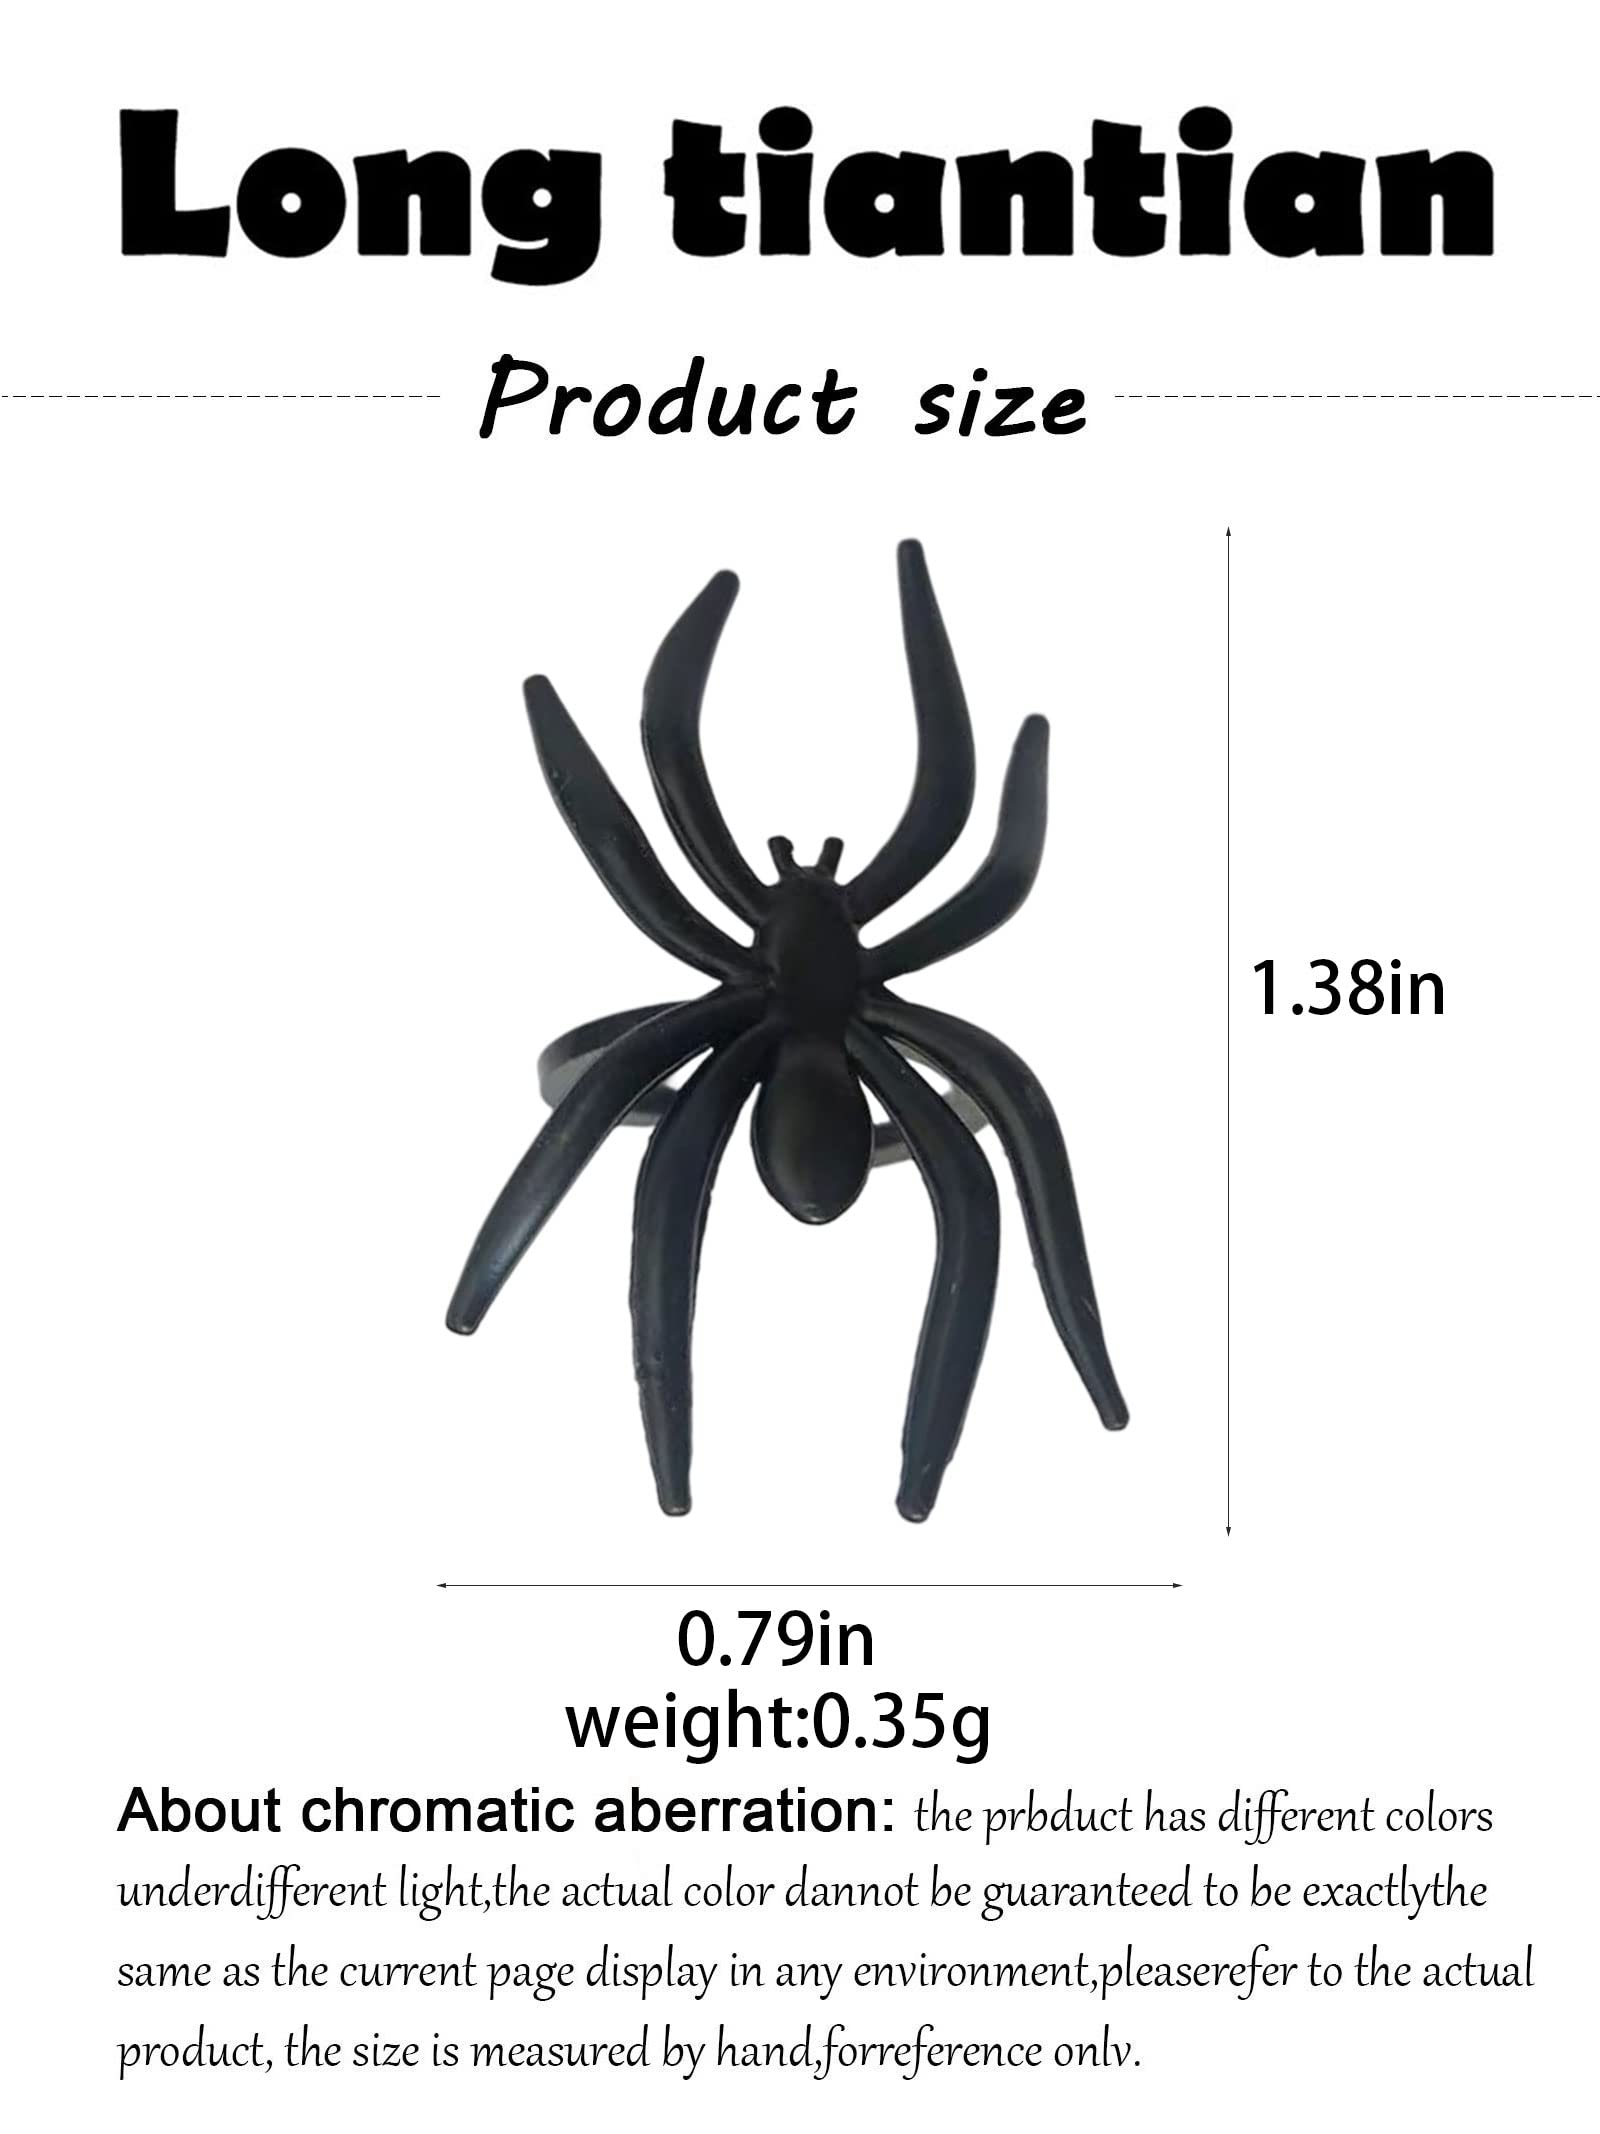 Long tiantian
Product size
1.38in
0.79in
weight:0.35g
About chromatic aberration: the prbduct has different colors
underdifferent light,the actual color dannot be guaranteed to be exactlythe
same as the current page display in any environment,pleaserefer to the actual
product, the size is measured by hand,forreference onlv.